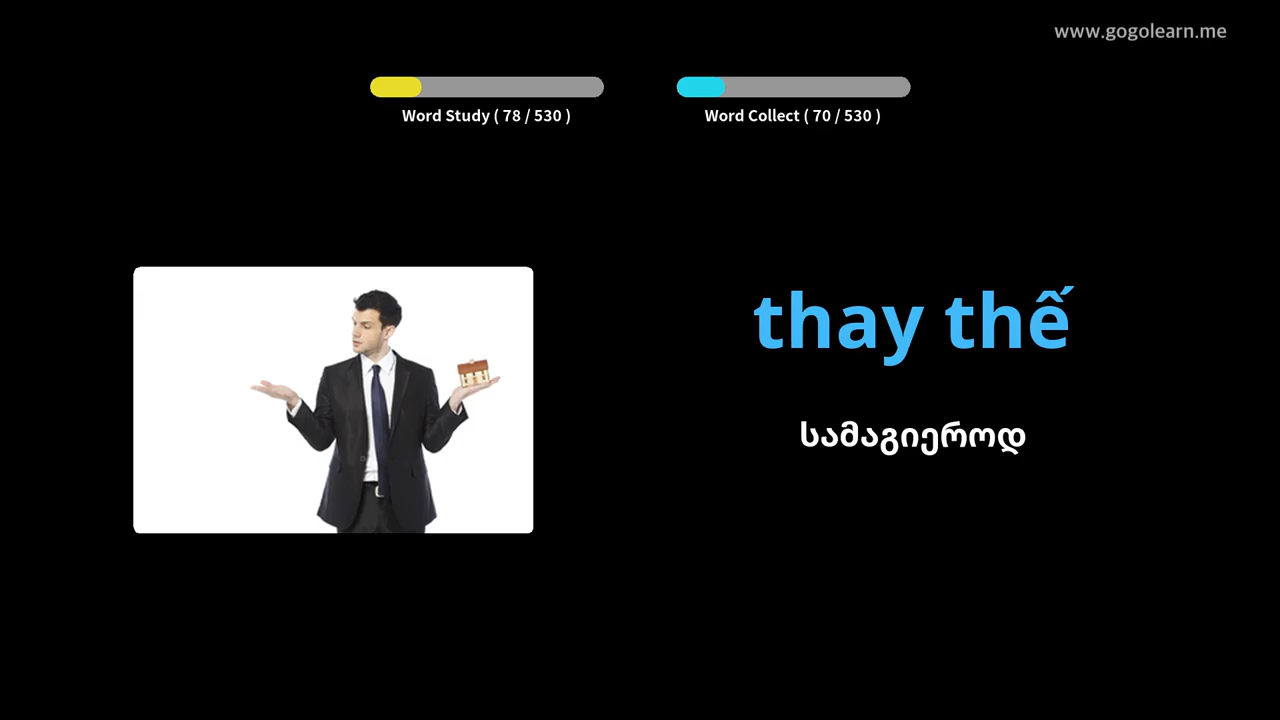 www.gogolearn.me
Word Study ( 78 / 530 )
Word Collect ( 70 / 530 )
thay thế
სამაგიეროდ